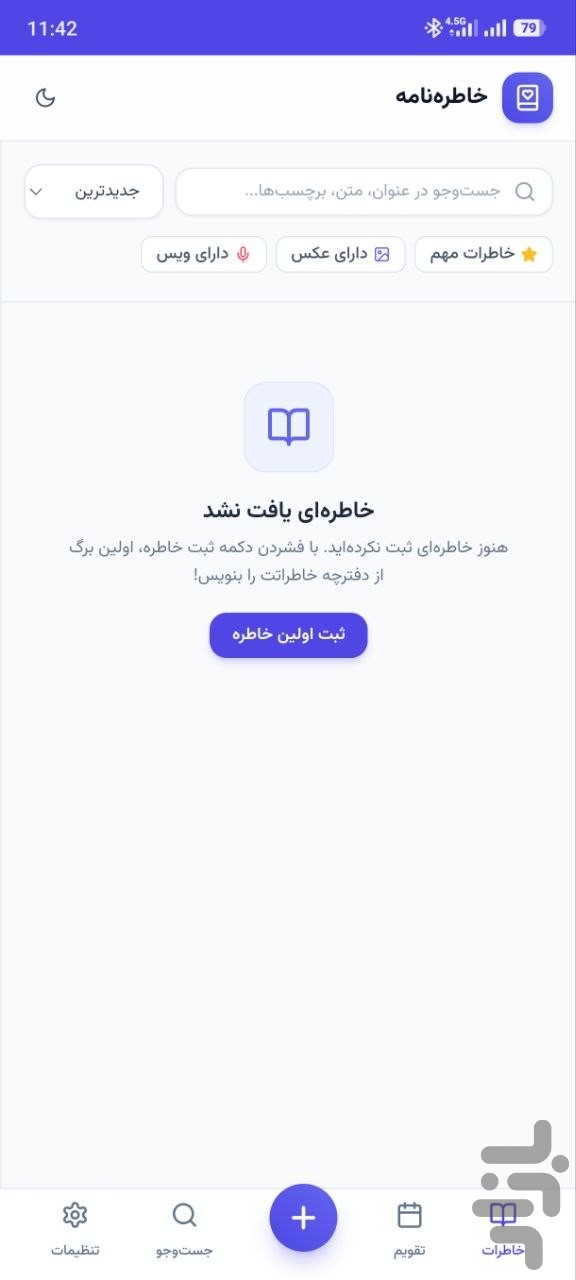 11:42
4.5G
79
خاطره‌نامه
جست‌وجو در عنوان، متن، برچسب‌ها...
جدیدترین
خاطرات مهم
دارای عکس
دارای ویس
خاطره‌ای یافت نشد
هنوز خاطره‌ای ثبت نکرده‌اید. با فشردن دکمه ثبت خاطره، اولین برگ
از دفترچه خاطراتت را بنویس!
ثبت اولین خاطره
خاطرات
تقویم
جست‌وجو
تنظیمات